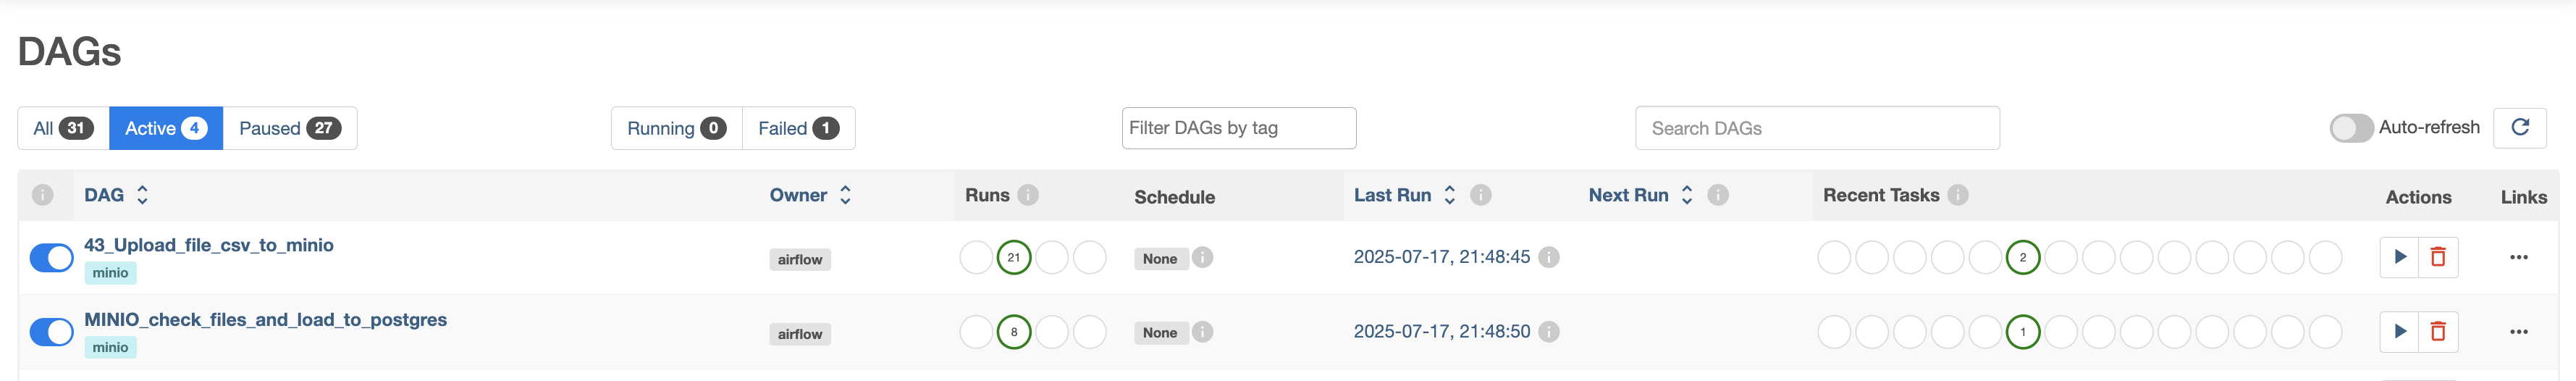 DAGs
All 31 Active 4 Paused 27 Running 0 Failed 1 Filter DAGs by tag Search DAGs Auto-refresh
i DAG Owner Runs i Schedule Last Run i Next Run i Recent Tasks i Actions Links
43_Upload_file_csv_to_minio airflow 21 None i 2025-07-17, 21:48:45 i 2 ...
minio
MINIO_check_files_and_load_to_postgres airflow 8 None i 2025-07-17, 21:48:50 i 1 ...
minio